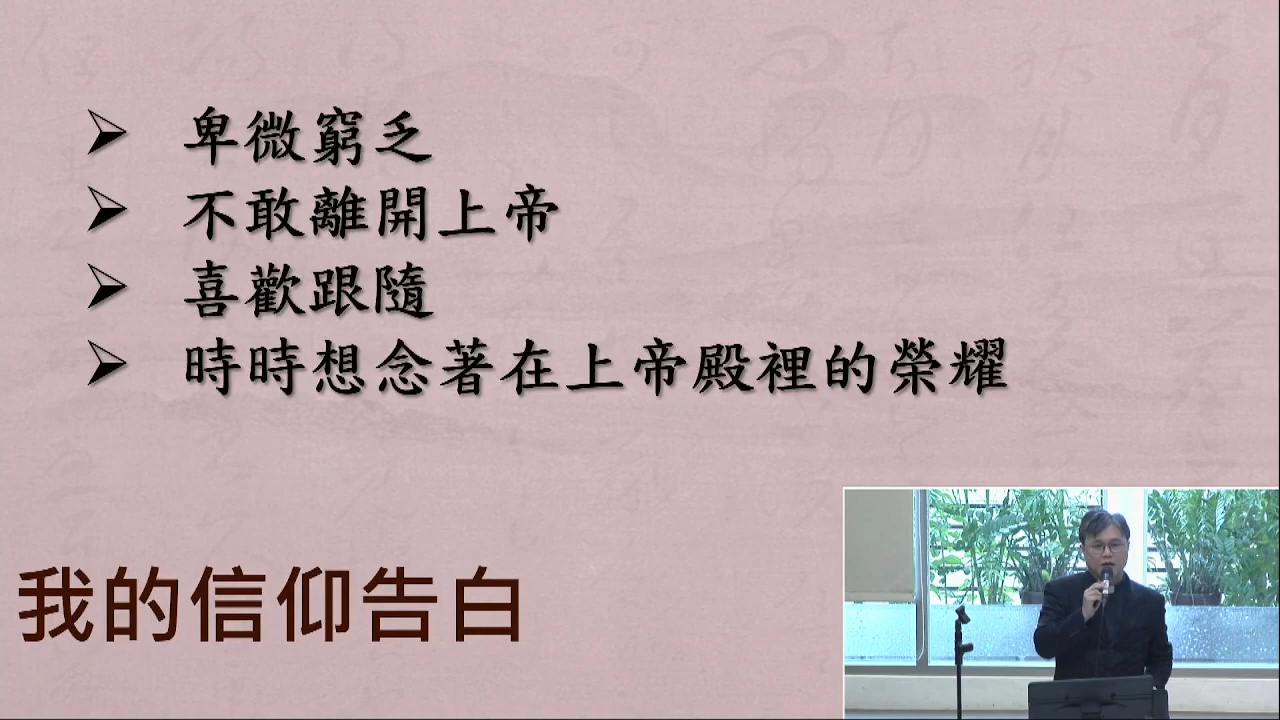 ➢ 卑微窮乏
➢ 不敢離開上帝
➢ 喜歡跟隨
➢ 時時想念著在上帝殿裡的榮耀
我的信仰告白